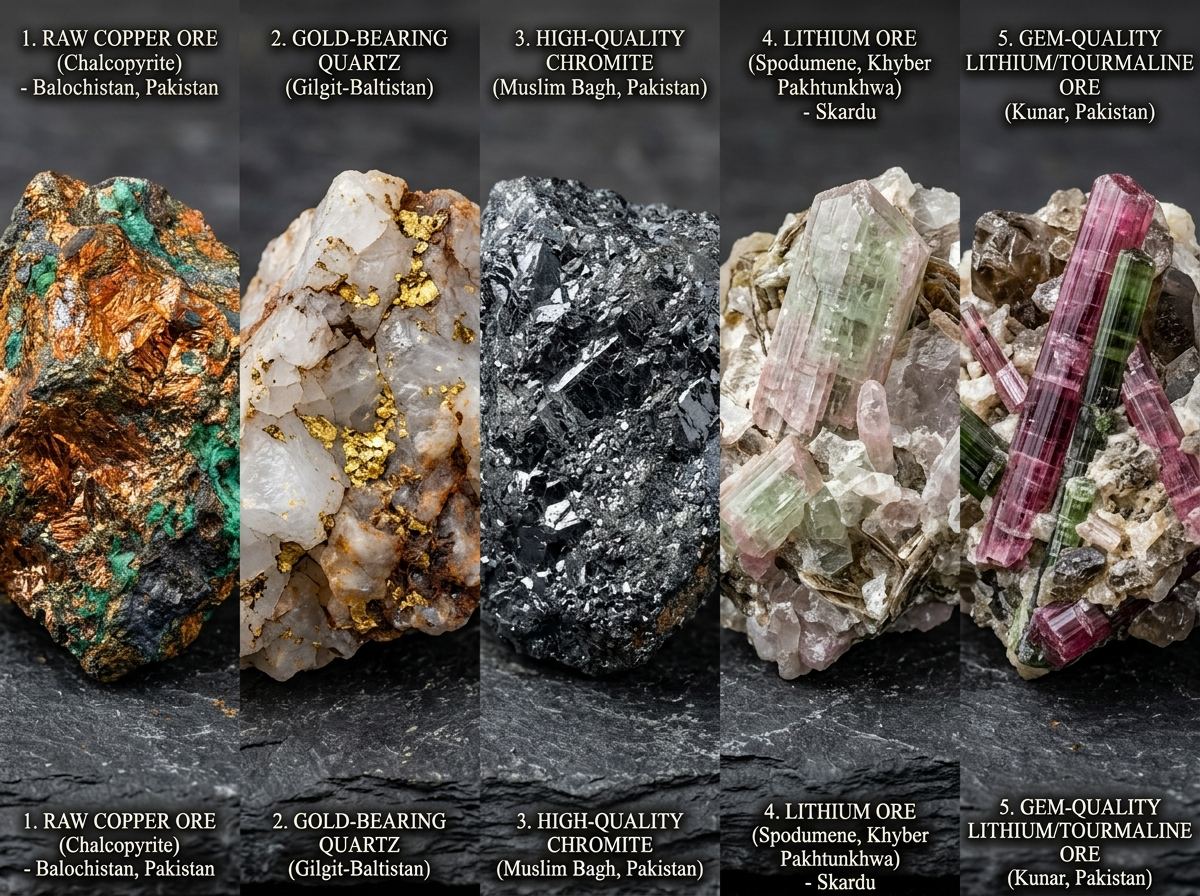 1. RAW COPPER ORE
(Chalcopyrite)
- Balochistan, Pakistan
2. GOLD-BEARING
QUARTZ
(Gilgit-Baltistan)
3. HIGH-QUALITY
CHROMITE
(Muslim Bagh, Pakistan)
4. LITHIUM ORE
(Spodumene, Khyber
Pakhtunkhwa)
- Skardu
5. GEM-QUALITY
LITHIUM/TOURMALINE
ORE
(Kunar, Pakistan)
1. RAW COPPER ORE
(Chalcopyrite)
- Balochistan, Pakistan
2. GOLD-BEARING
QUARTZ
(Gilgit-Baltistan)
3. HIGH-QUALITY
CHROMITE
(Muslim Bagh, Pakistan)
4. LITHIUM ORE
(Spodumene, Khyber
Pakhtunkhwa)
- Skardu
5. GEM-QUALITY
LITHIUM/TOURMALINE
ORE
(Kunar, Pakistan)